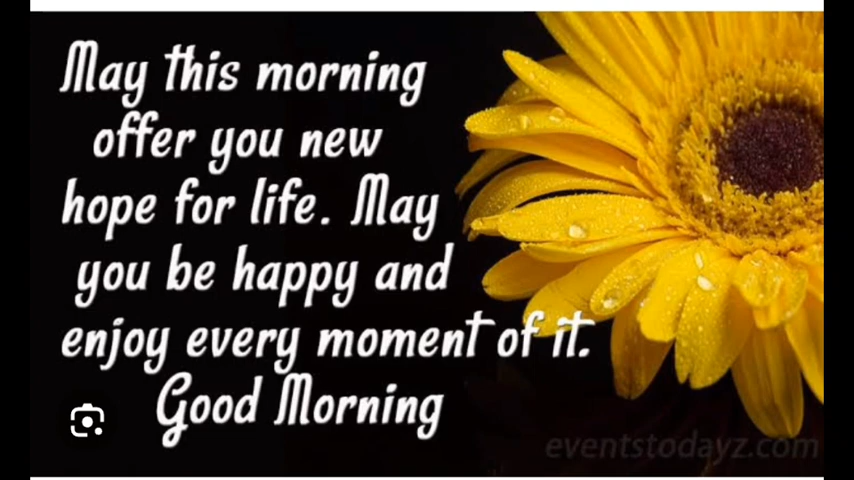 May this morning
offer you new
hope for life. May
you be happy and
enjoy every moment of it.
Good Morning
eventstodayz.com